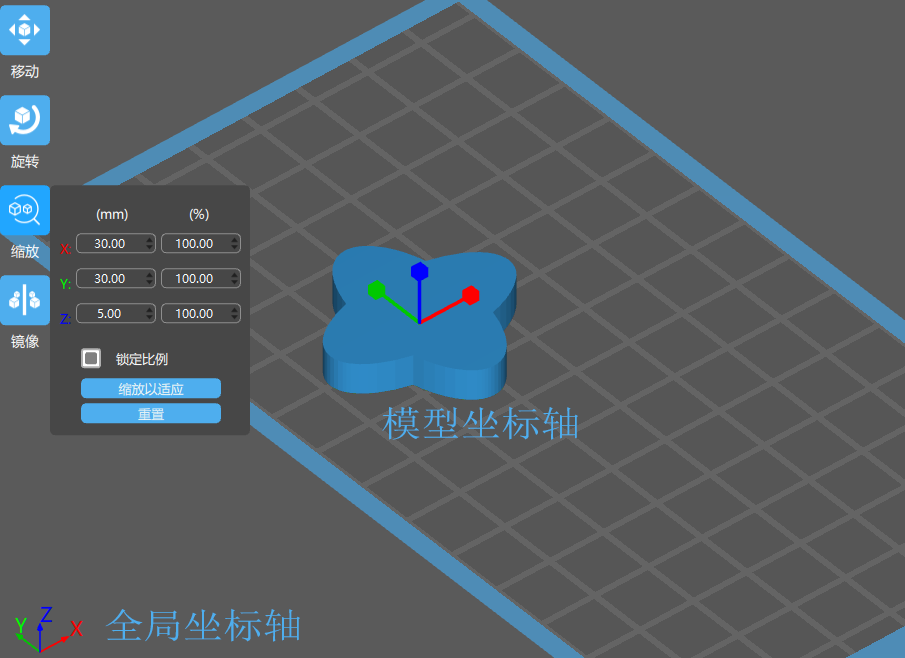 移动
旋转
缩放
镜像
(mm) (%)
X: 30.00 100.00
Y: 30.00 100.00
Z: 5.00 100.00
锁定比例
缩放以适应
重置
模型坐标轴
Y Z X
全局坐标轴